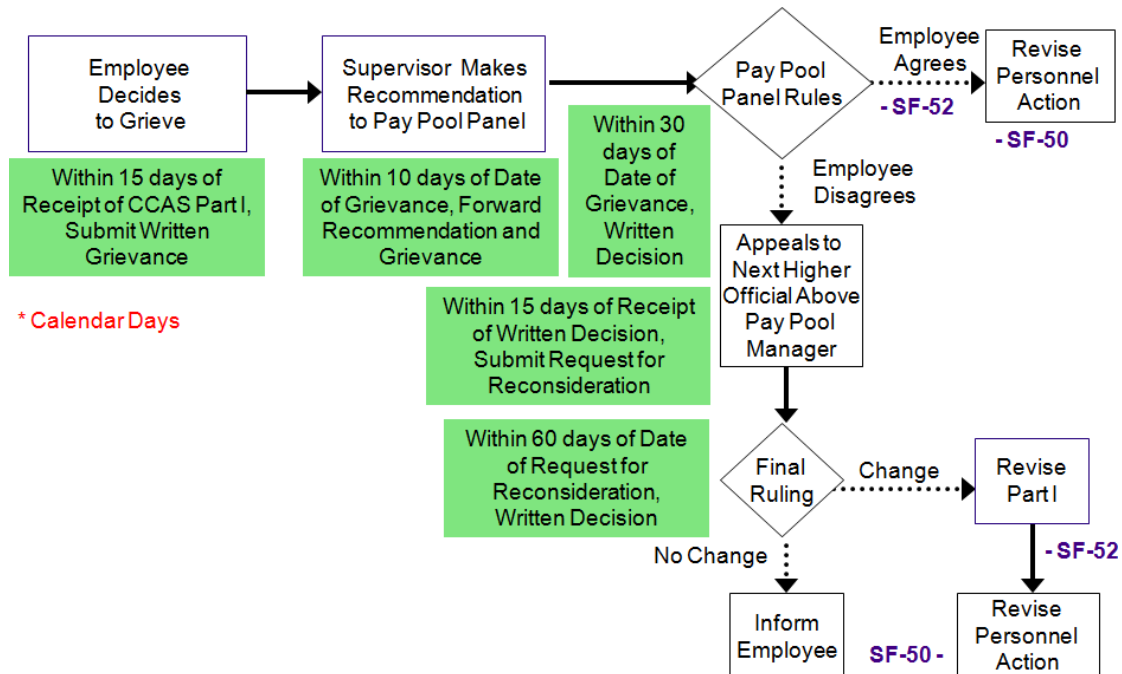 Employee
Decides
to Grieve
Supervisor Makes
Recommendation
to Pay Pool Panel
Pay Pool
Panel Rules
Employee
Agrees
- SF-52
Revise
Personnel
Action
- SF-50
Within 15 days of
Receipt of CCAS Part I,
Submit Written
Grievance
Within 10 days of Date
of Grievance, Forward
Recommendation and
Grievance
Within 30
days of
Date of
Grievance,
Written
Decision
Employee
Disagrees
* Calendar Days
Appeals to
Next Higher
Official Above
Pay Pool
Manager
Within 15 days of Receipt
of Written Decision,
Submit Request for
Reconsideration
Within 60 days of Date
of Request for
Reconsideration,
Written Decision
Final
Ruling
Change
Revise
Part I
No Change
- SF-52
Inform
Employee
SF-50 -
Revise
Personnel
Action